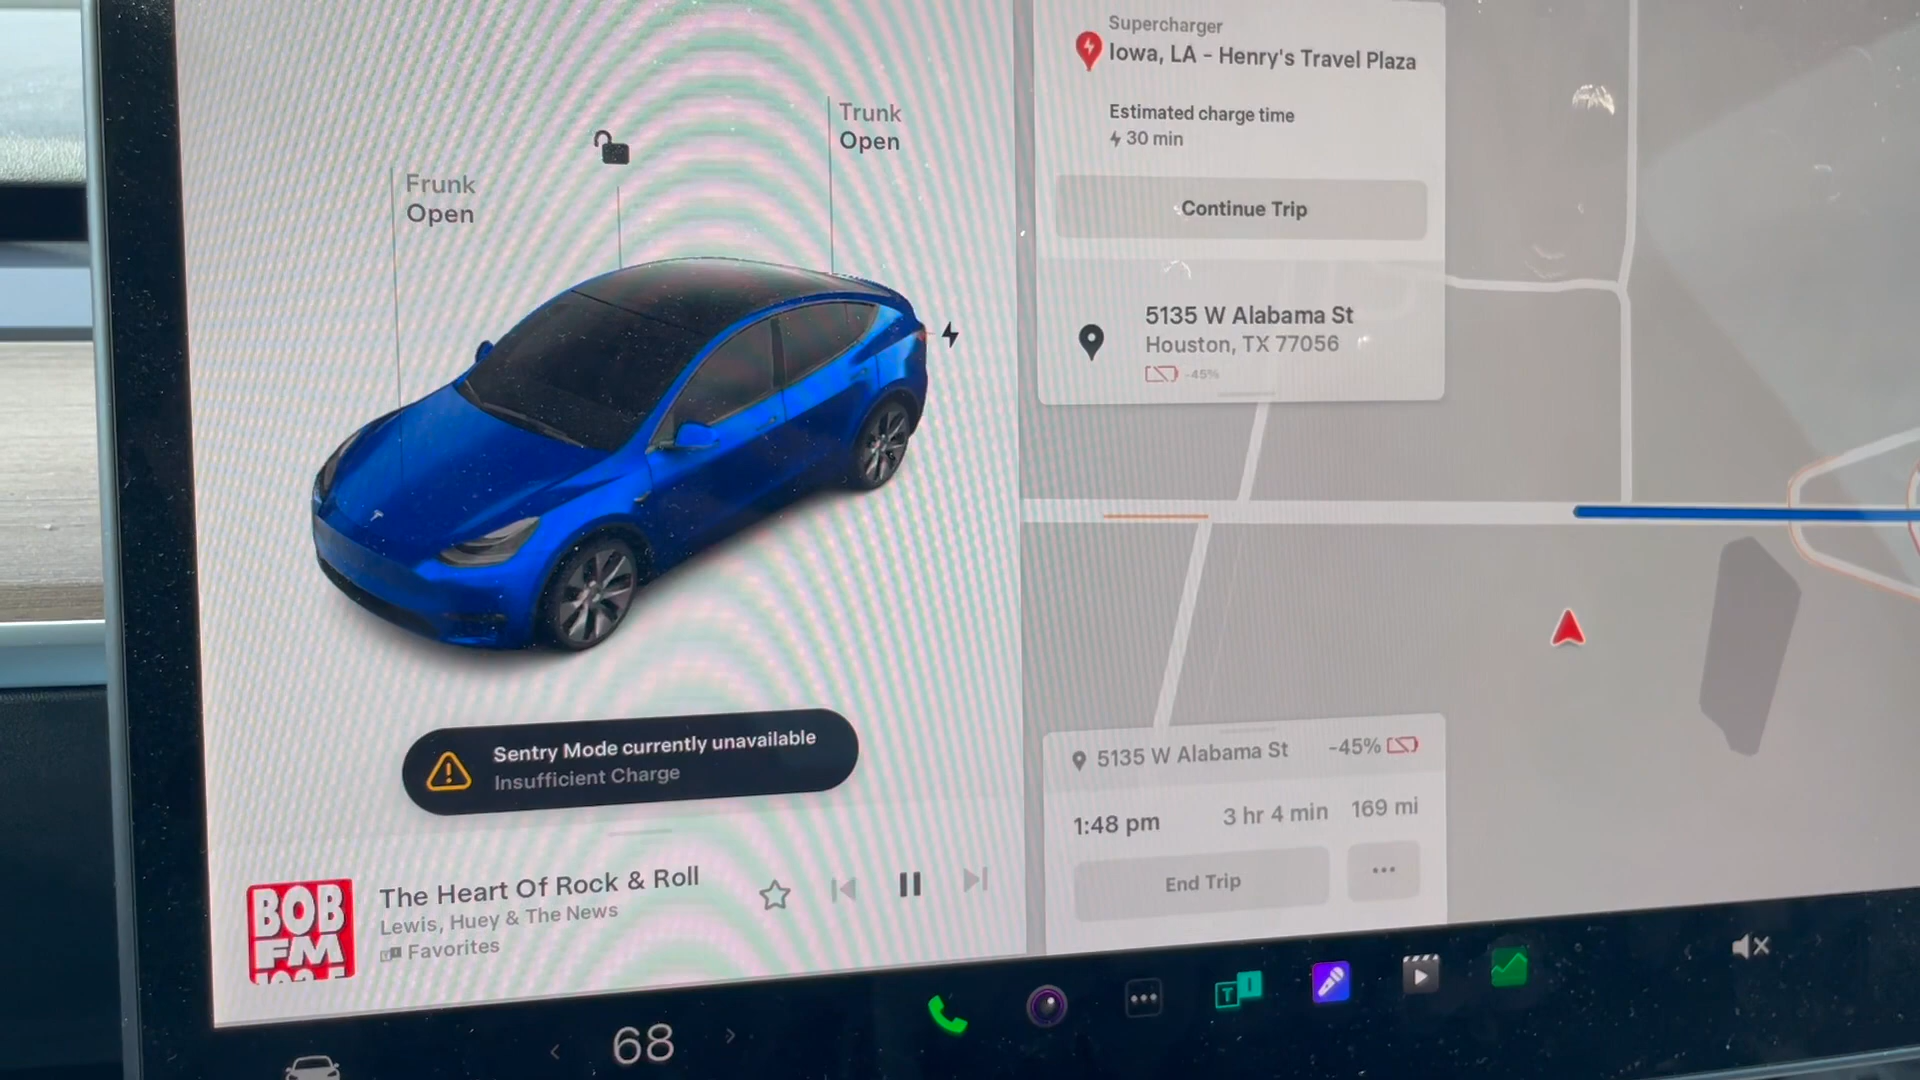 Frunk
Open
Trunk
Open
Sentry Mode currently unavailable
Insufficient Charge
BOB
FM
The Heart Of Rock & Roll
Lewis, Huey & The News
Favorites
Supercharger
Iowa, LA - Henry's Travel Plaza
Estimated charge time
30 min
Continue Trip
5135 W Alabama St
Houston, TX 77056
-45%
5135 W Alabama St -45%
1:48 pm 3 hr 4 min 169 mi
End Trip
68
T I